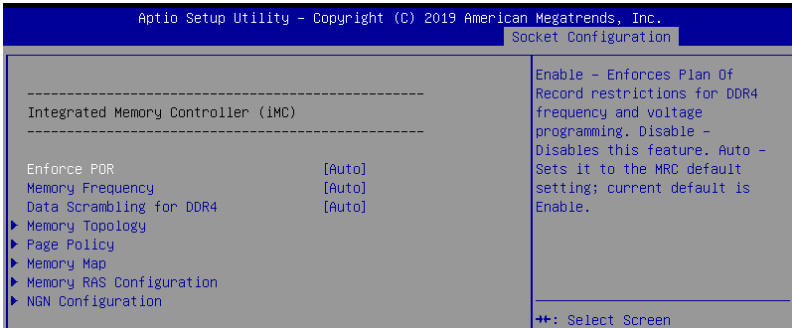 Aptio Setup Utility – Copyright (C) 2019 American Megatrends, Inc.
Socket Configuration
------------------------------------------------
Integrated Memory Controller (iMC)
------------------------------------------------
Enforce POR [Auto]
Memory Frequency [Auto]
Data Scrambling for DDR4 [Auto]
Memory Topology
Page Policy
Memory Map
Memory RAS Configuration
NGN Configuration
Enable – Enforces Plan Of
Record restrictions for DDR4
frequency and voltage
programming. Disable –
Disables this feature. Auto –
Sets it to the MRC default
setting; current default is
Enable.
→←: Select Screen